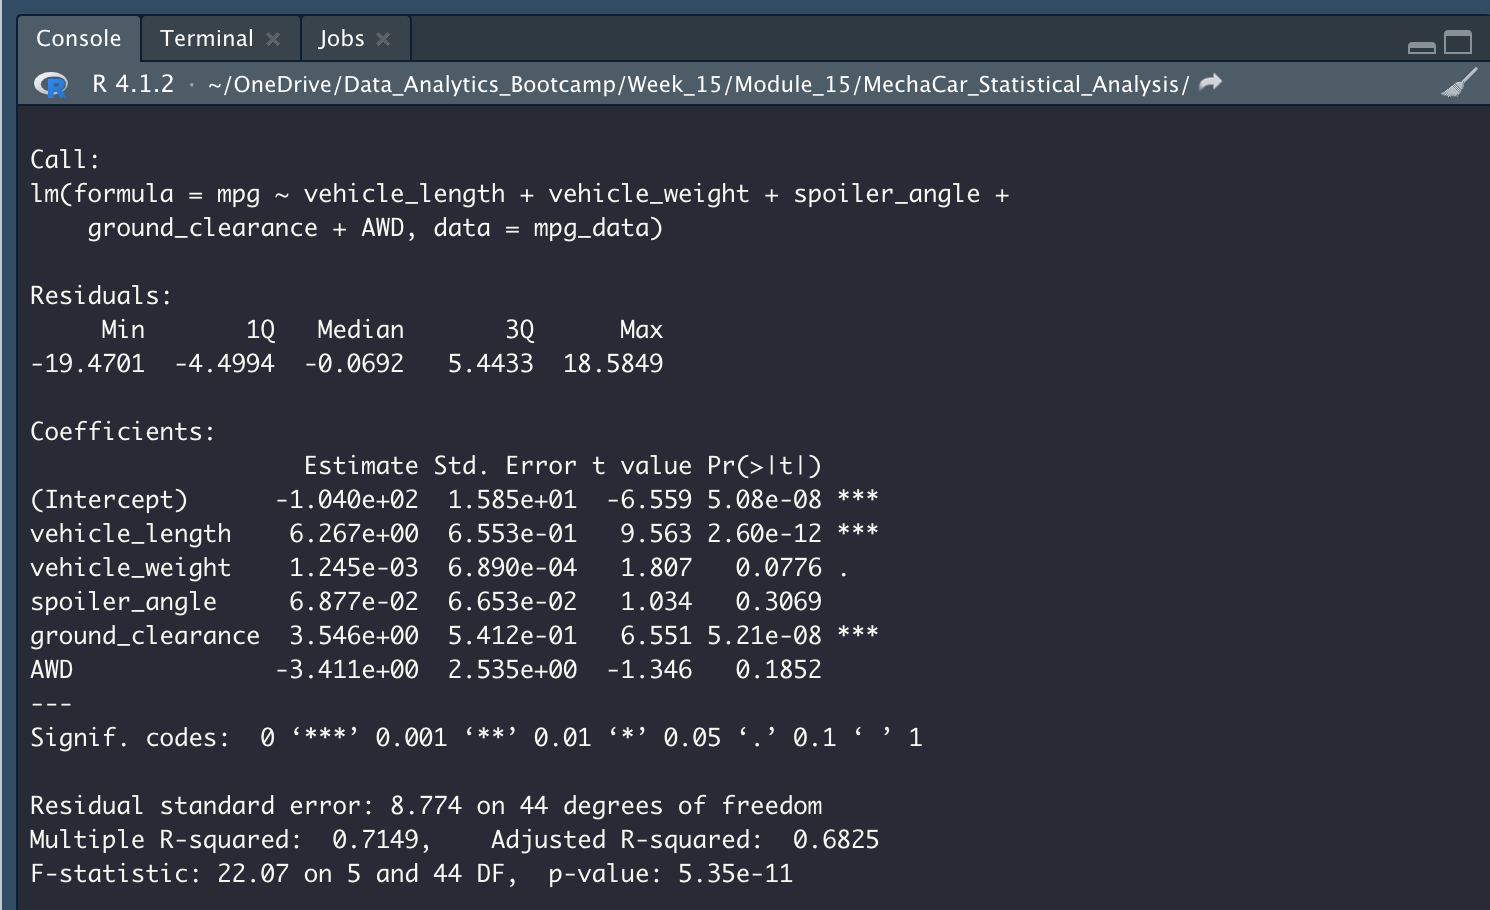 Console Terminal × Jobs ×
R R 4.1.2 · ~/OneDrive/Data_Analytics_Bootcamp/Week_15/Module_15/MechaCar_Statistical_Analysis/
Call:
lm(formula = mpg ~ vehicle_length + vehicle_weight + spoiler_angle +
    ground_clearance + AWD, data = mpg_data)
Residuals:
     Min       1Q   Median       3Q      Max
-19.4701  -4.4994  -0.0692   5.4433  18.5849
Coefficients:
                   Estimate Std. Error t value Pr(>|t|)
(Intercept)      -1.040e+02  1.585e+01  -6.559 5.08e-08 ***
vehicle_length    6.267e+00  6.553e-01   9.563 2.60e-12 ***
vehicle_weight    1.245e-03  6.890e-04   1.807   0.0776 .
spoiler_angle     6.877e-02  6.653e-02   1.034   0.3069
ground_clearance  3.546e+00  5.412e-01   6.551 5.21e-08 ***
AWD              -3.411e+00  2.535e+00  -1.346   0.1852
---
Signif. codes:  0 ‘***’ 0.001 ‘**’ 0.01 ‘*’ 0.05 ‘.’ 0.1 ‘ ’ 1
Residual standard error: 8.774 on 44 degrees of freedom
Multiple R-squared:  0.7149,    Adjusted R-squared:  0.6825
F-statistic: 22.07 on 5 and 44 DF,  p-value: 5.35e-11